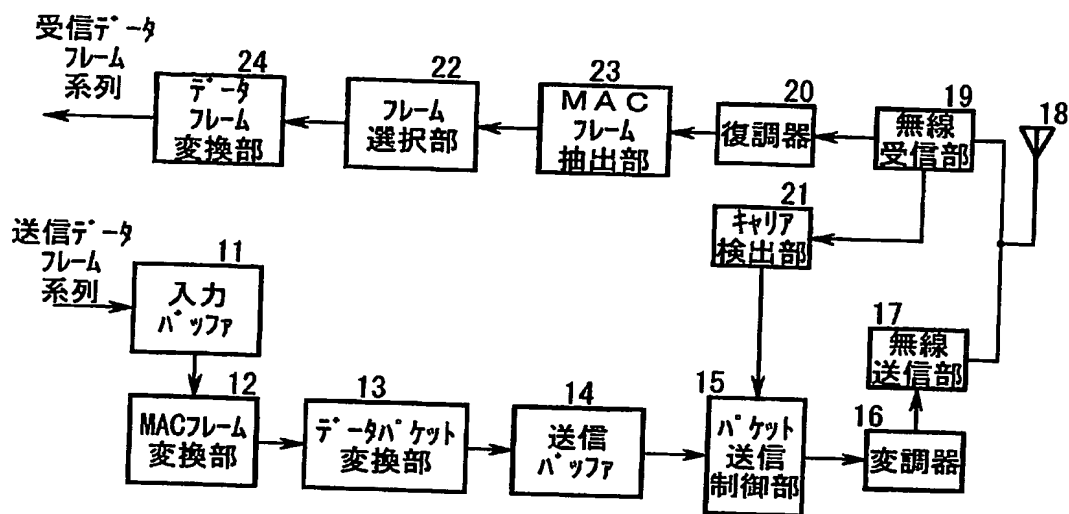 受信データ
フレーム
系列
24
データ
フレーム
変換部
22
フレーム
選択部
23
MAC
フレーム
抽出部
20
復調器
19
無線
受信部
18
21
キャリア
検出部
送信データ
フレーム
系列
11
入力
バッファ
17
無線
送信部
12
MACフレーム
変換部
13
データパケット
変換部
14
送信
バッファ
15
パケット
送信
制御部
16
変調器